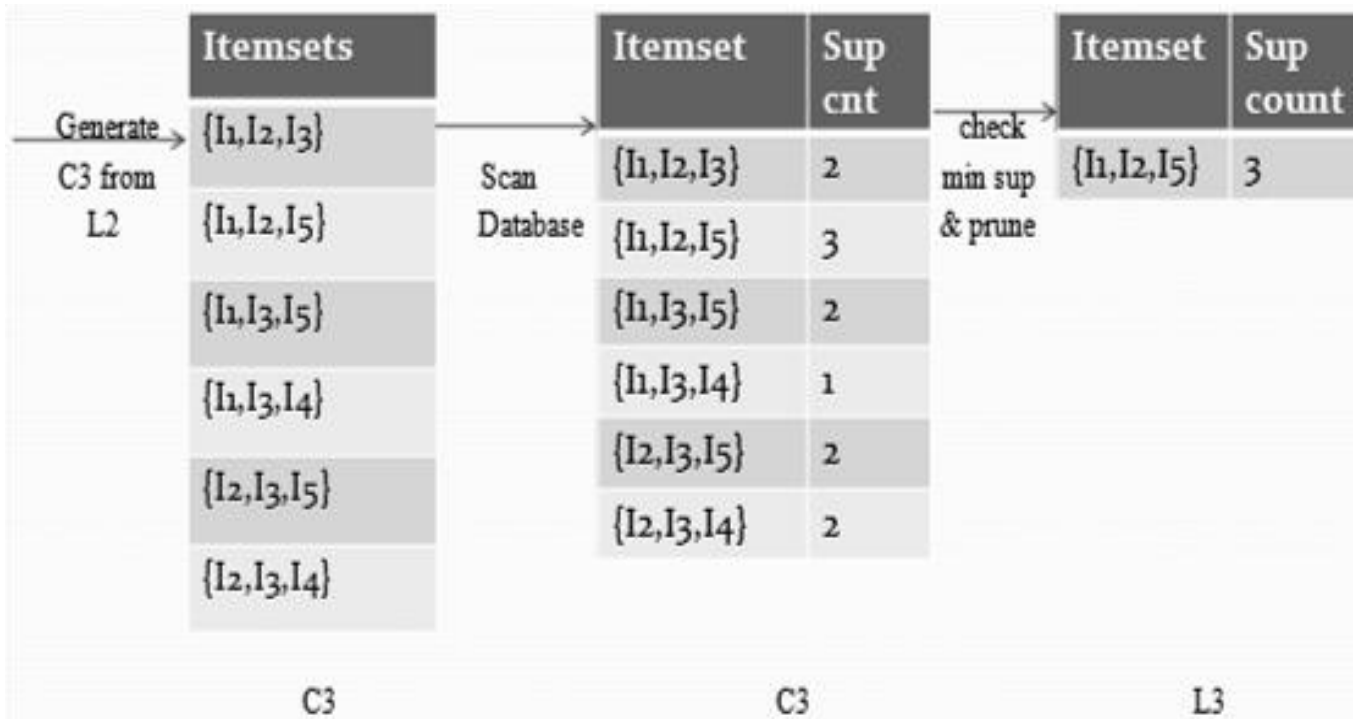 Itemsets
{I1,I2,I3}
{I1,I2,I5}
{I1,I3,I5}
{I1,I3,I4}
{I2,I3,I5}
{I2,I3,I4}
Generate
C3 from
L2
C3
Scan
Database
Itemset Sup
cnt
{I1,I2,I3} 2
{I1,I2,I5} 3
{I1,I3,I5} 2
{I1,I3,I4} 1
{I2,I3,I5} 2
{I2,I3,I4} 2
C3
check
min sup
& prune
Itemset Sup
count
{I1,I2,I5} 3
L3